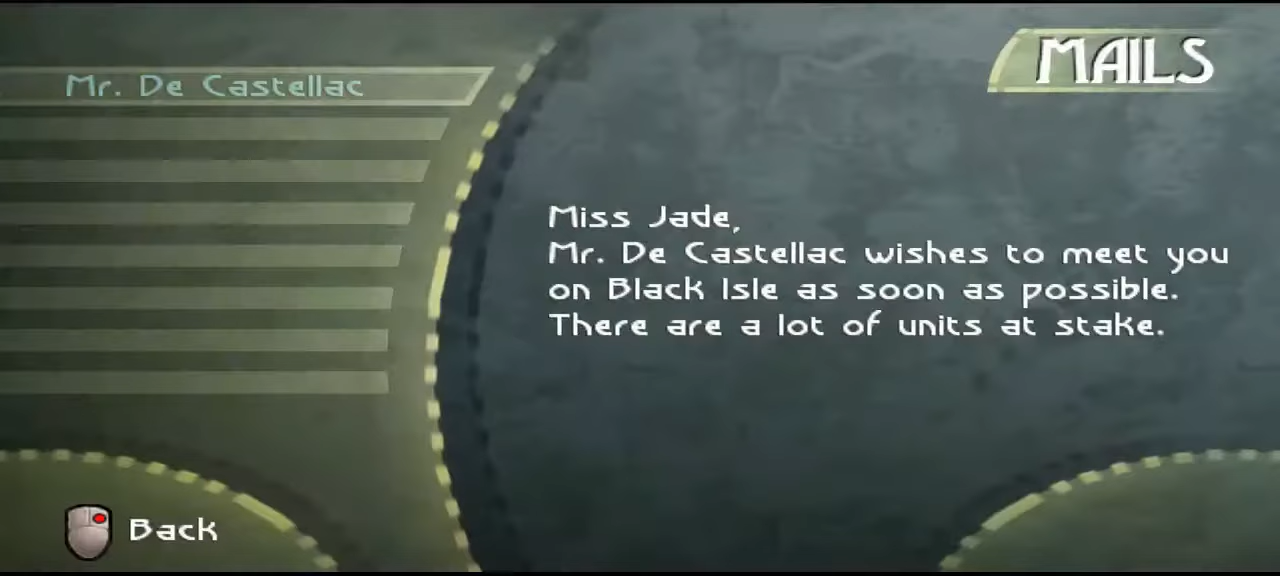 MAILS
Mr. De Castellac
Miss Jade,
Mr. De Castellac wishes to meet you
on Black Isle as soon as possible.
There are a lot of units at stake.
Back